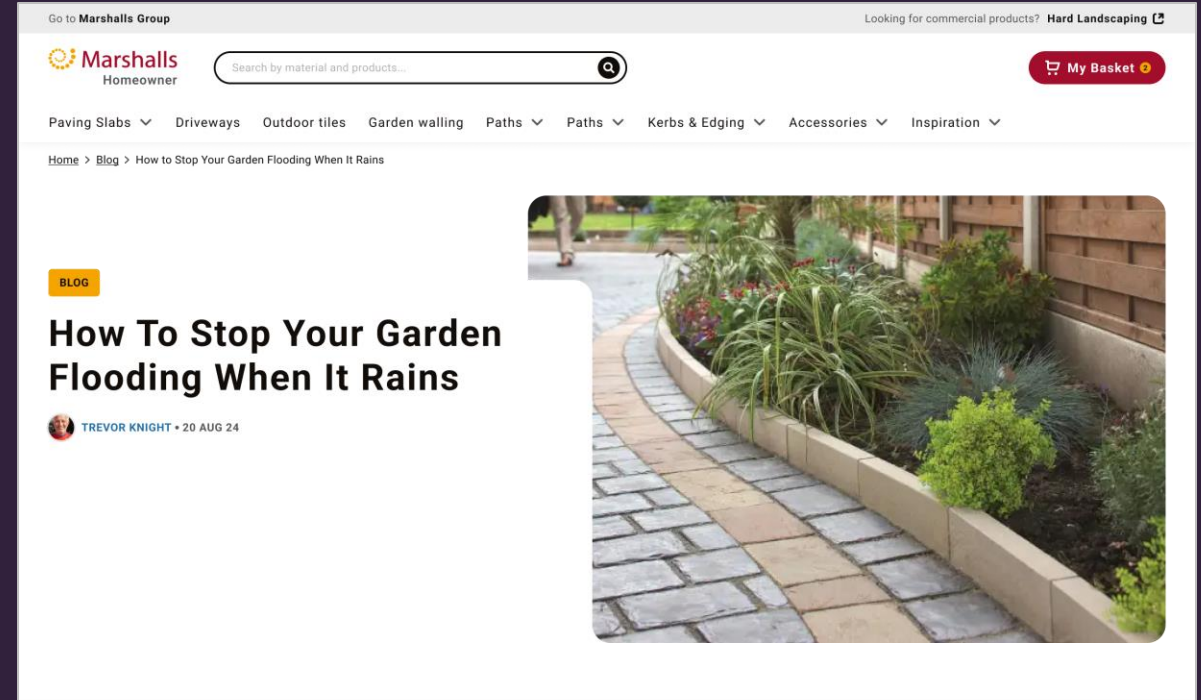 Go to Marshalls Group
Looking for commercial products? Hard Landscaping
Marshalls
Homeowner
Search by material and products...
My Basket 2
Paving Slabs Driveways Outdoor tiles Garden walling Paths Paths Kerbs & Edging Accessories Inspiration
Home > Blog > How to Stop Your Garden Flooding When It Rains
BLOG
How To Stop Your Garden
Flooding When It Rains
TREVOR KNIGHT • 20 AUG 24